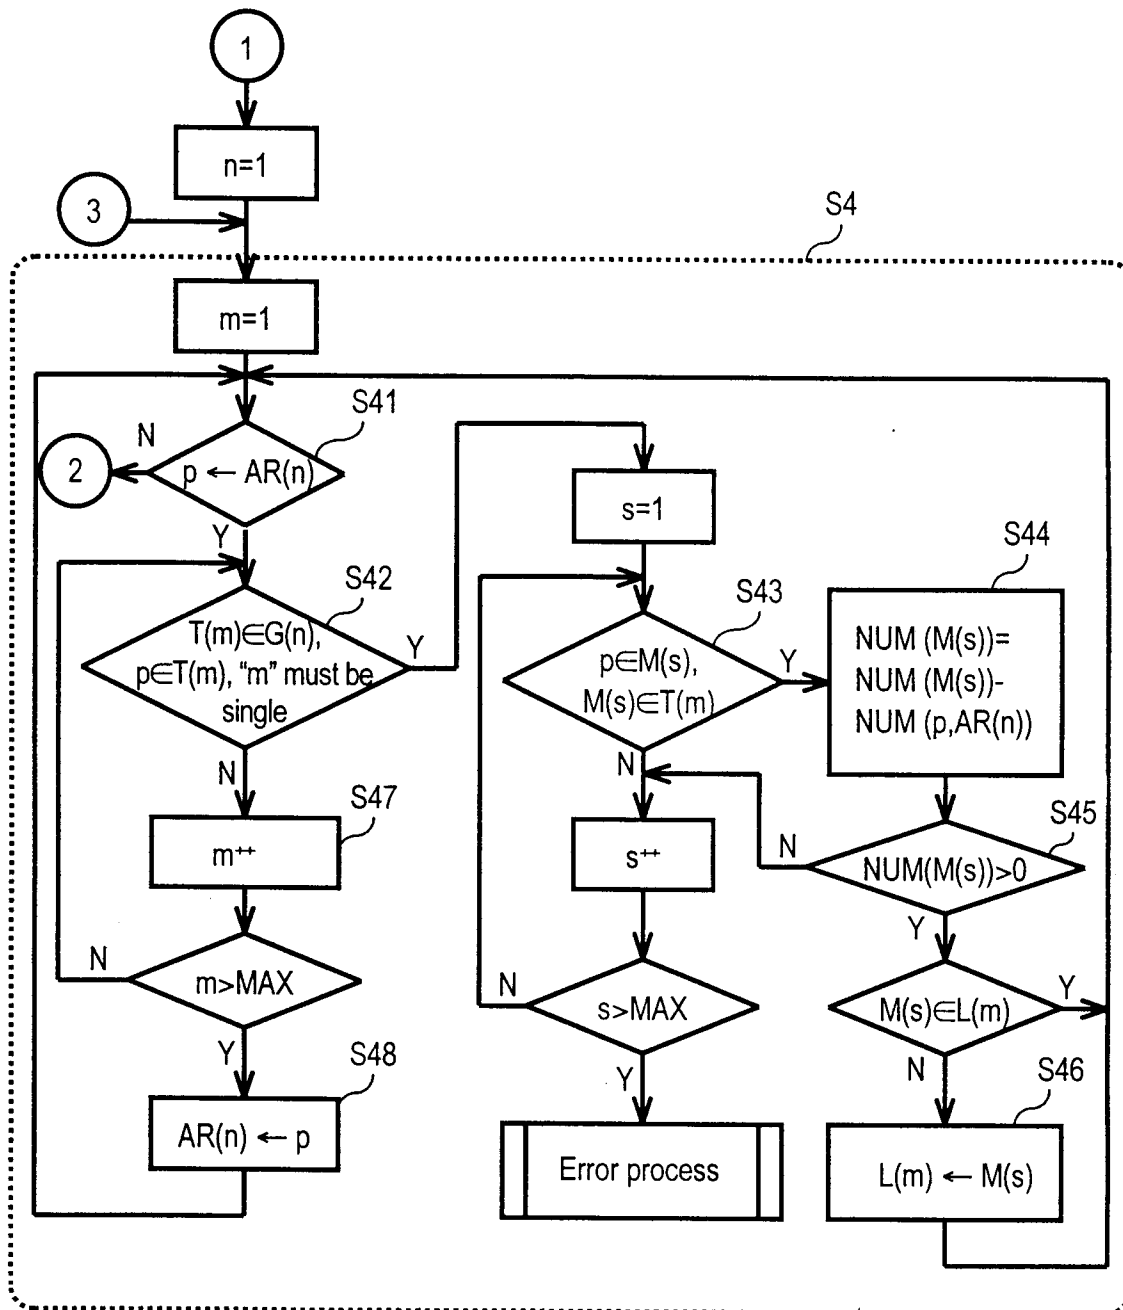 1
n=1
3
S4
m=1
S41
N
2
p ← AR(n)
Y
s=1
S42
T(m)∈G(n),
p∈T(m), “m” must be
single
Y
N
S43
p∈M(s),
M(s)∈T(m)
Y
N
S44
NUM (M(s))=
NUM (M(s))-
NUM (p,AR(n))
S47
m++
s++
S45
N
NUM(M(s))>0
Y
N
m>MAX
Y
N
s>MAX
Y
M(s)∈L(m)
Y
N
S48
AR(n) ← p
Error process
S46
L(m) ← M(s)